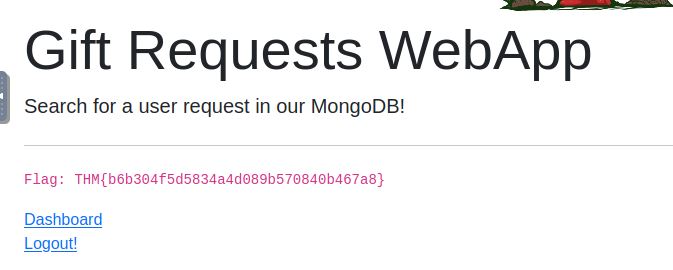 Gift Requests WebApp
Search for a user request in our MongoDB!
Flag: THM{b6b304f5d5834a4d089b570840b467a8}
Dashboard
Logout!